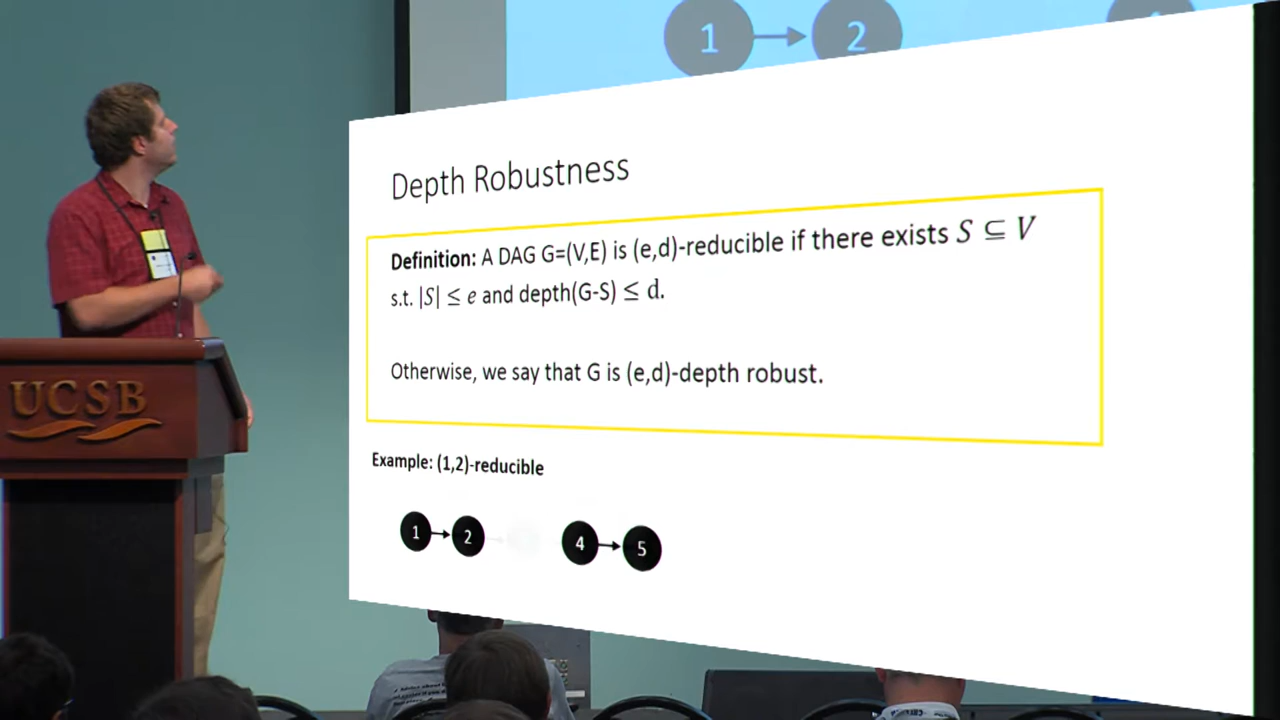 1 2
Depth Robustness
Definition: A DAG G=(V,E) is (e,d)-reducible if there exists S ⊆ V
s.t. |S| ≤ e and depth(G-S) ≤ d.
Otherwise, we say that G is (e,d)-depth robust.
Example: (1,2)-reducible
1 2 4 5
UCSB